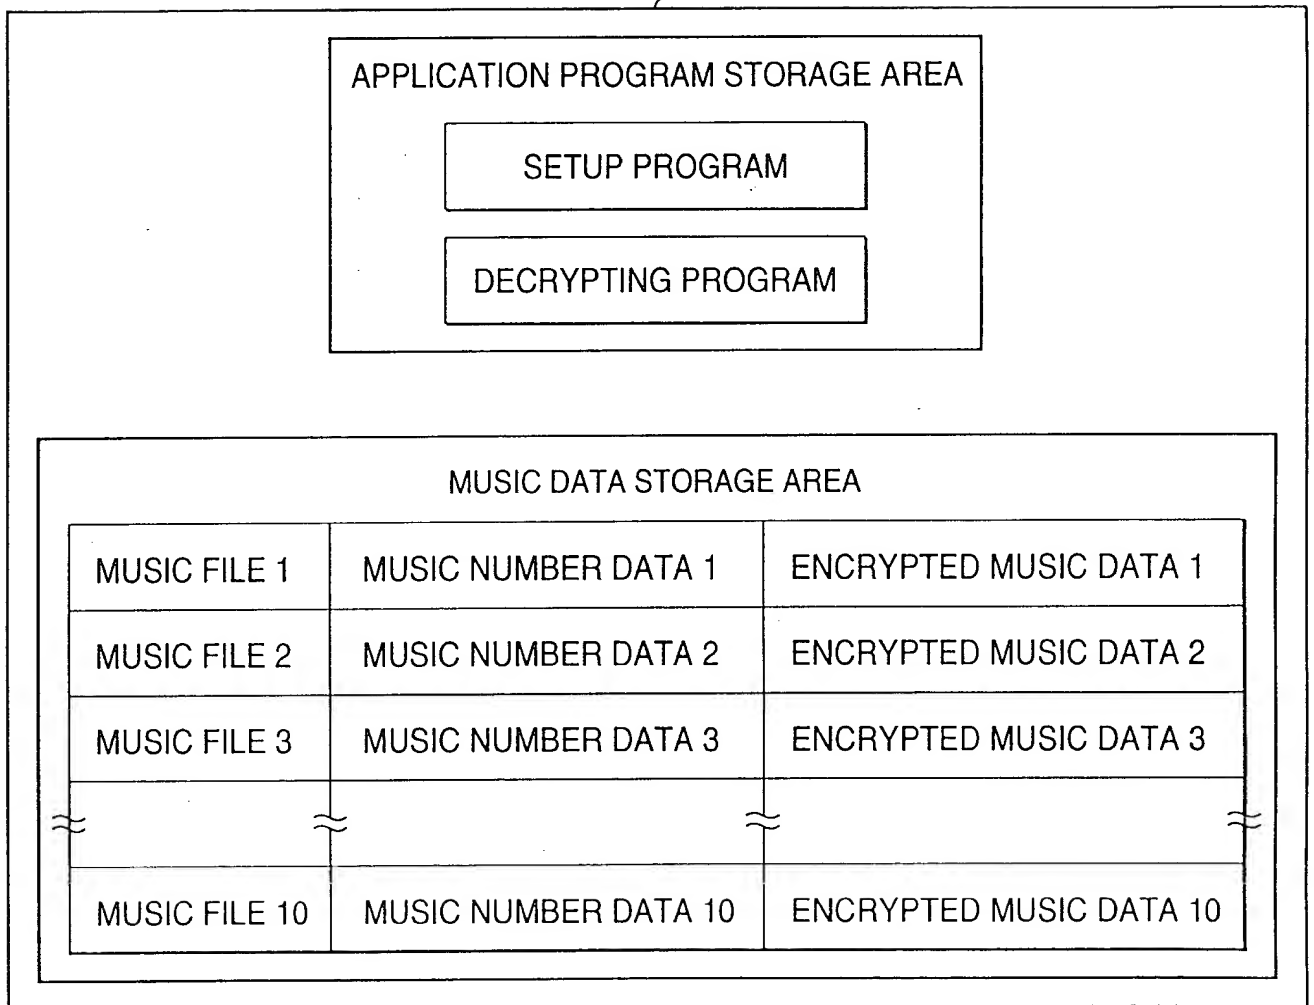 APPLICATION PROGRAM STORAGE AREA
SETUP PROGRAM
DECRYPTING PROGRAM
MUSIC DATA STORAGE AREA
MUSIC FILE 1 MUSIC NUMBER DATA 1 ENCRYPTED MUSIC DATA 1
MUSIC FILE 2 MUSIC NUMBER DATA 2 ENCRYPTED MUSIC DATA 2
MUSIC FILE 3 MUSIC NUMBER DATA 3 ENCRYPTED MUSIC DATA 3
MUSIC FILE 10 MUSIC NUMBER DATA 10 ENCRYPTED MUSIC DATA 10